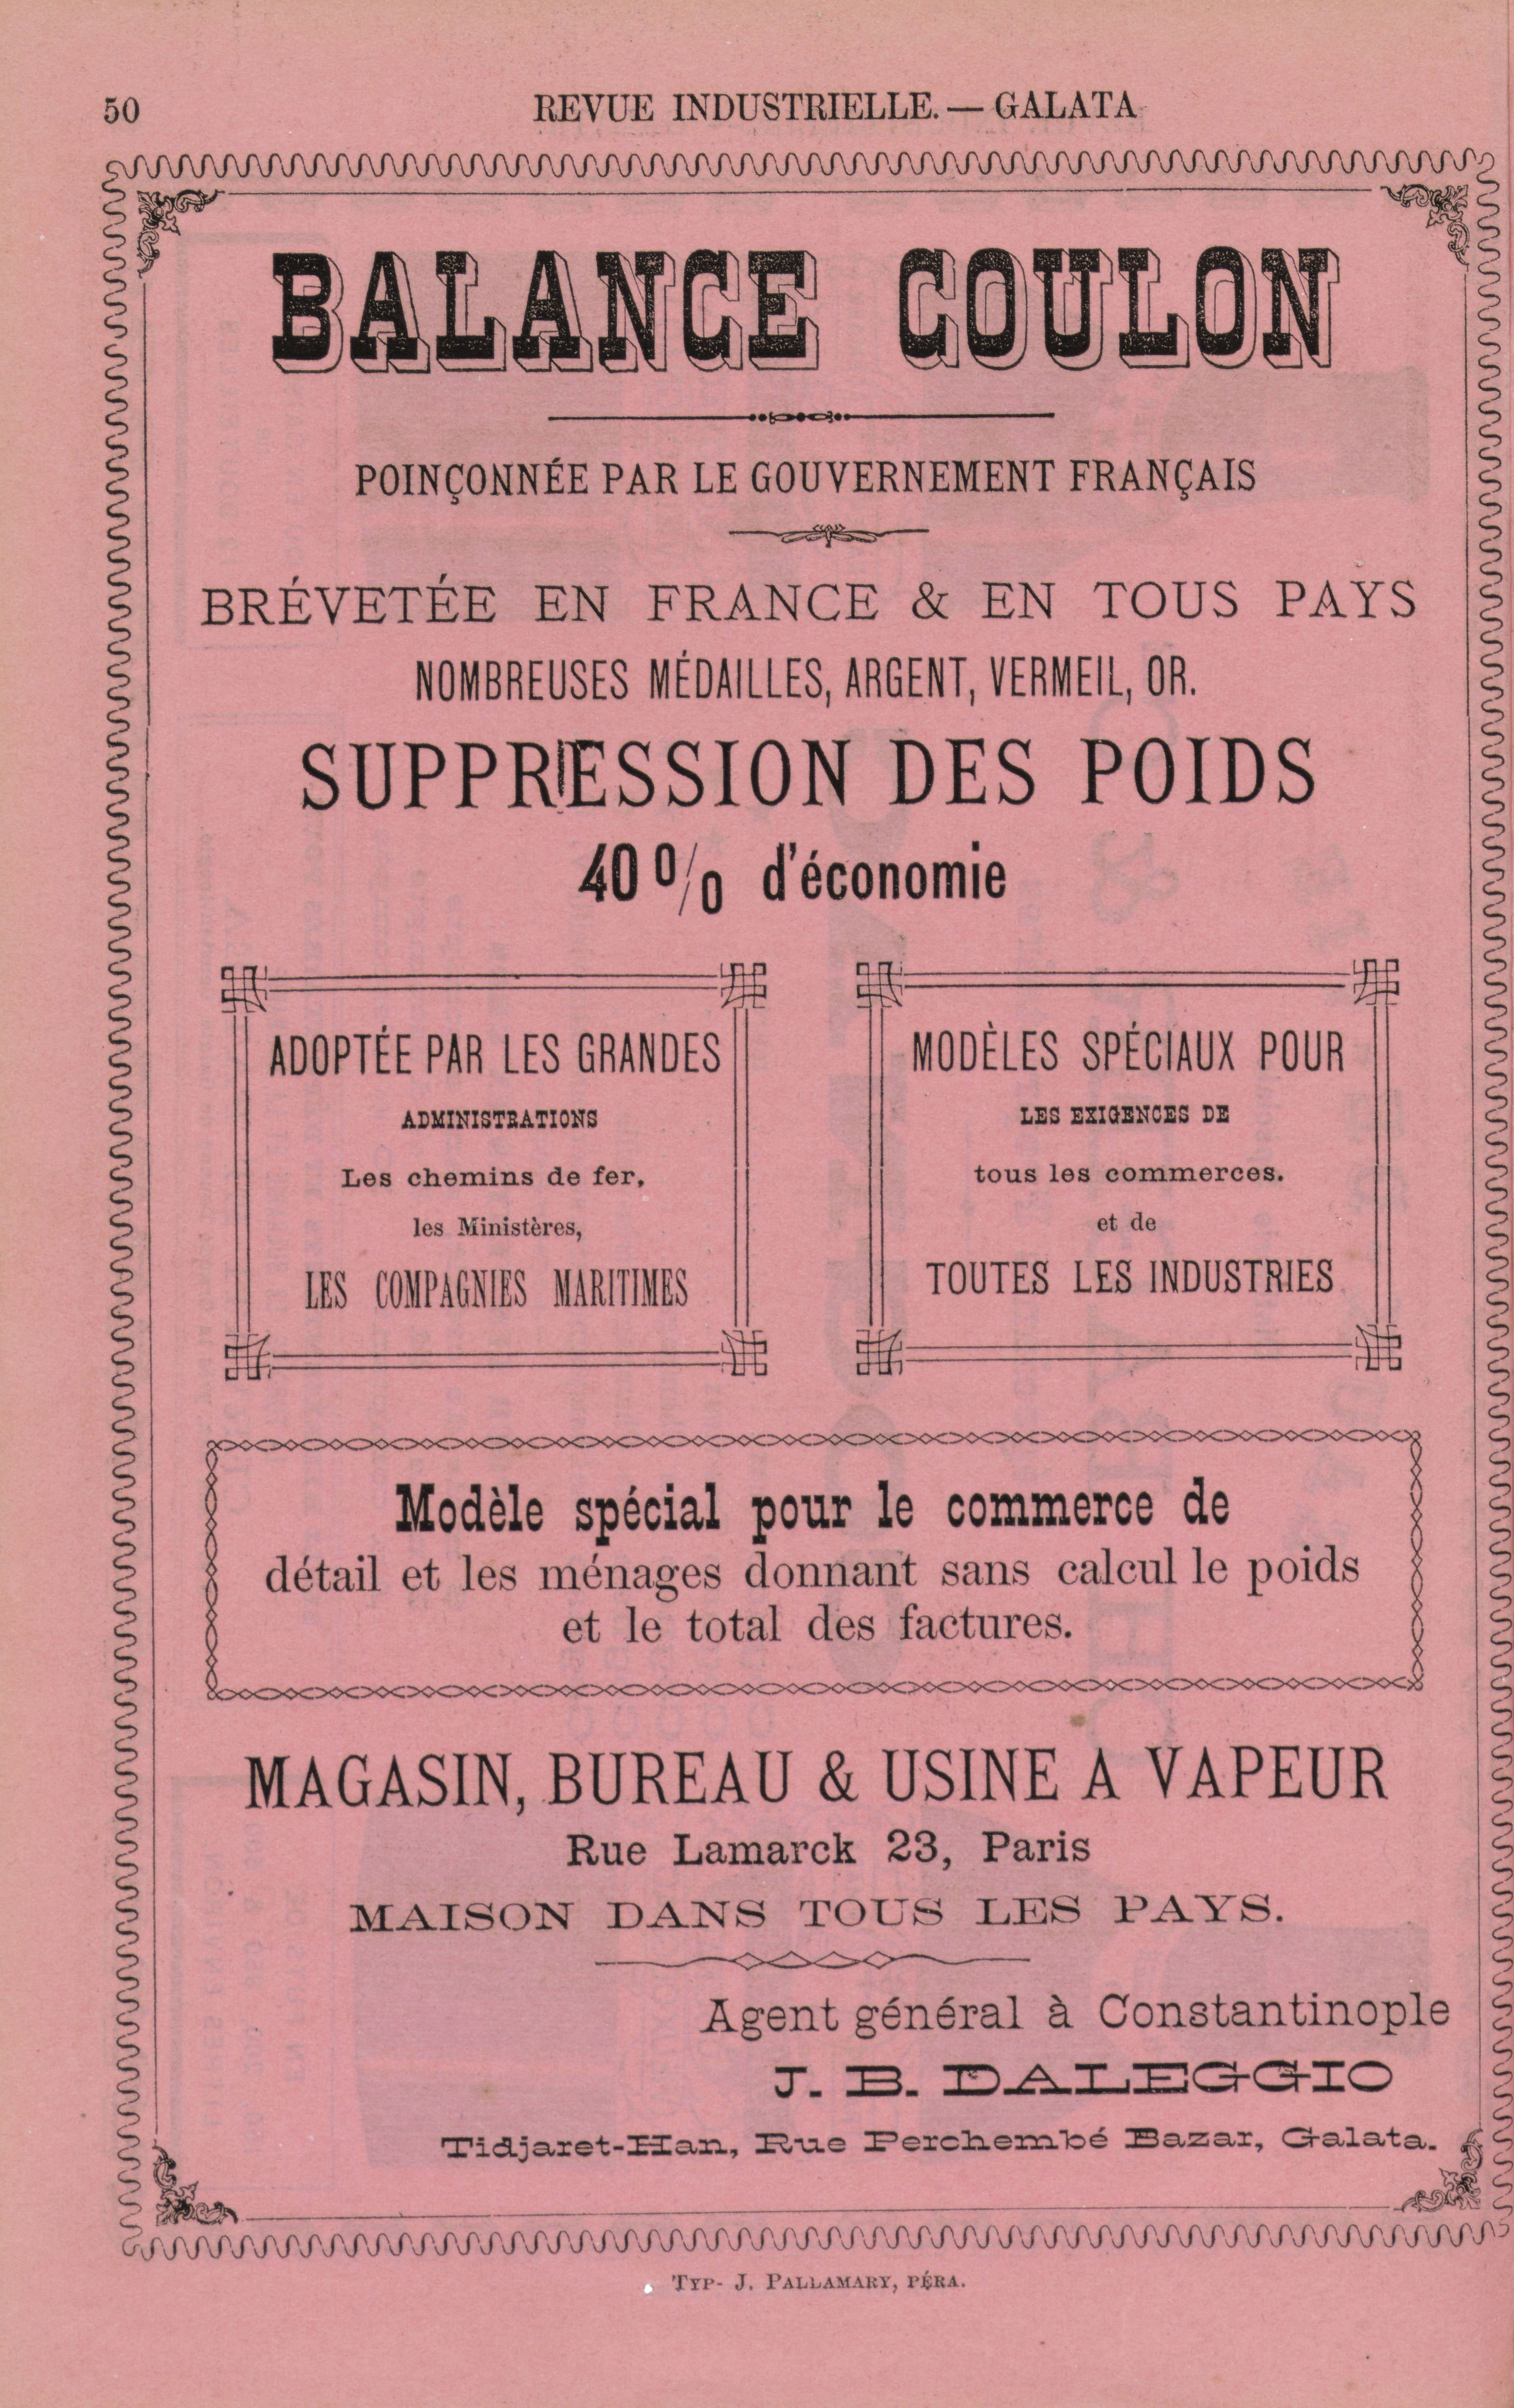 50
REVUE INDUSTRIELLE. — GALATA
BALANCE COULON
POINÇONNÉE PAR LE GOUVERNEMENT FRANÇAIS
BRÉVETÉE EN FRANCE & EN TOUS PAYS
NOMBREUSES MÉDAILLES, ARGENT, VERMEIL, OR.
SUPPRESSION DES POIDS
40 % d'économie
ADOPTÉE PAR LES GRANDES
ADMINISTRATIONS
Les chemins de fer,
les Ministères,
LES COMPAGNIES MARITIMES
MODÈLES SPÉCIAUX POUR
LES EXIGENCES DE
tous les commerces.
et de
TOUTES LES INDUSTRIES
Modèle spécial pour le commerce de
détail et les ménages donnant sans calcul le poids
et le total des factures.
MAGASIN, BUREAU & USINE A VAPEUR
Rue Lamarck 23, Paris
MAISON DANS TOUS LES PAYS.
Agent général à Constantinople
J. B. DALEGGIO
Tidjaret-Han, Rue Perchembé Bazar, Galata.
TYP- J. PALLAMARY, PÉRA.